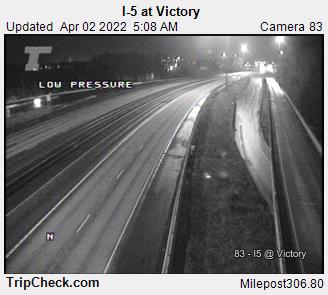 I-5 at Victory
Updated Apr 02 2022 5:08 AM Camera 83
T
LOW PRESSURE
N
83 - I5 @ Victory
TripCheck.com Milepost306.80